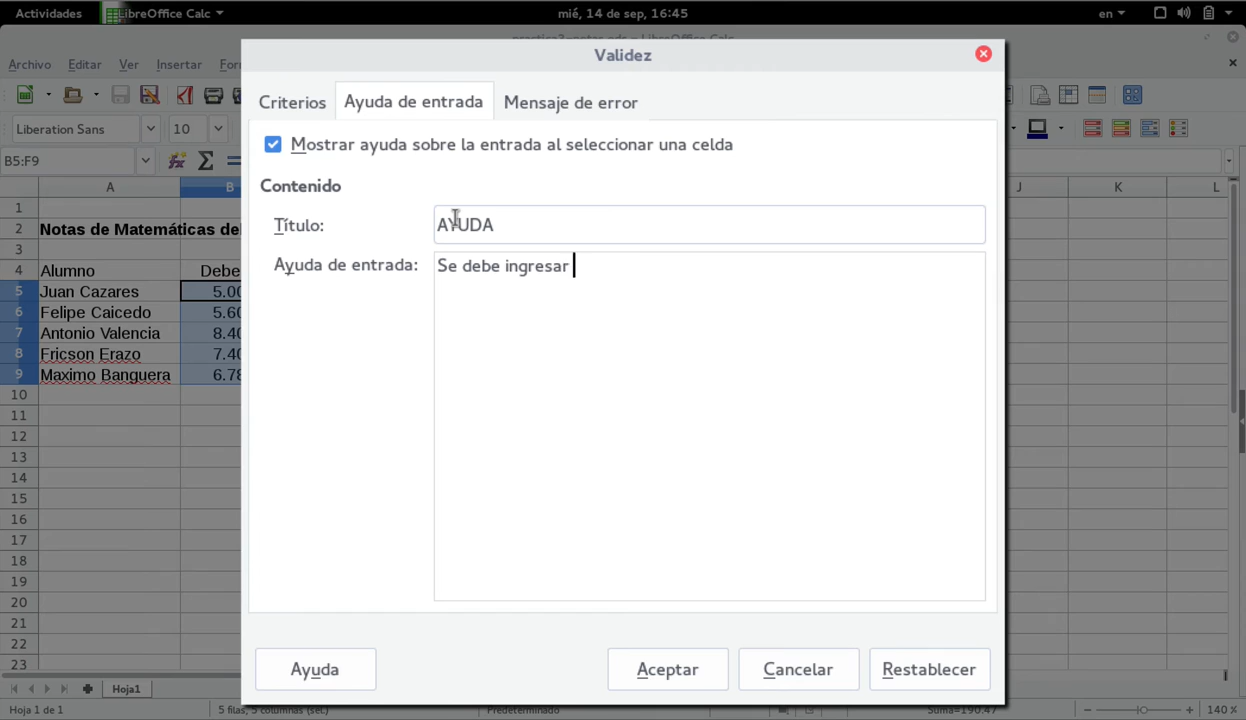 Actividades LibreOffice Calc mié, 14 de sep, 16:45 en
Validez
Archivo Editar Ver Insertar
Criterios Ayuda de entrada Mensaje de error
Liberation Sans 10
Mostrar ayuda sobre la entrada al seleccionar una celda
B5:F9
Contenido
A B J K L
1
Título: AYUDA
2 Notas de Matemáticas de
3
Ayuda de entrada: Se debe ingresar
4 Alumno Debe
5 Juan Cazares 5.00
6 Felipe Caicedo 5.60
7 Antonio Valencia 8.40
8 Fricson Erazo 7.40
9 Maximo Banguera 6.78
10
11
12
13
14
15
16
17
18
19
20
21
22
23
Ayuda Aceptar Cancelar Restablecer
Hoja1
Hoja 1 de 1 5 filas, 5 columnas (sel) Predeterminado Suma=190.47 140 %